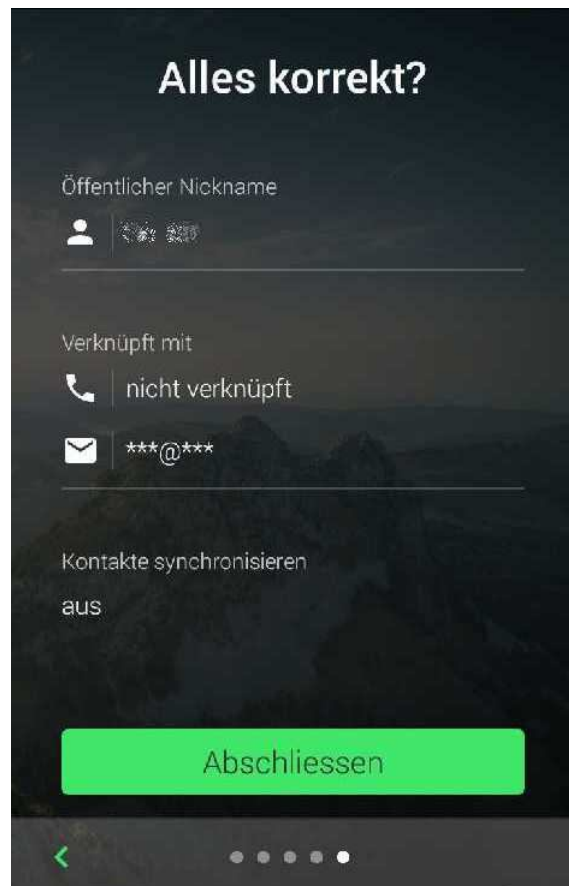 Alles korrekt?
Öffentlicher Nickname
Verknüpft mit
nicht verknüpft
***@***
Kontakte synchronisieren
aus
Abschliessen